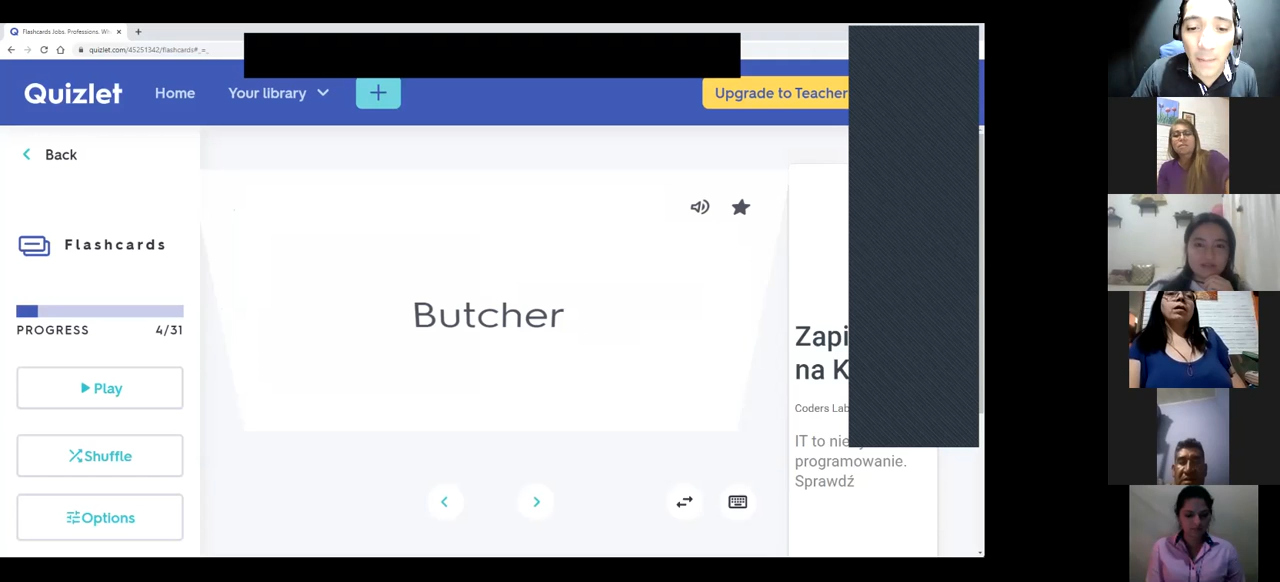 Flashcards Jobs. Professions. Wh
quizlet.com/45251342/flashcards#_=_
Quizlet
Home
Your library
Upgrade to Teacher
Back
Flashcards
PROGRESS 4/31
Play
Shuffle
Options
Butcher
Zapi
na K
Coders Lab
IT to nie
programowanie.
Sprawdź